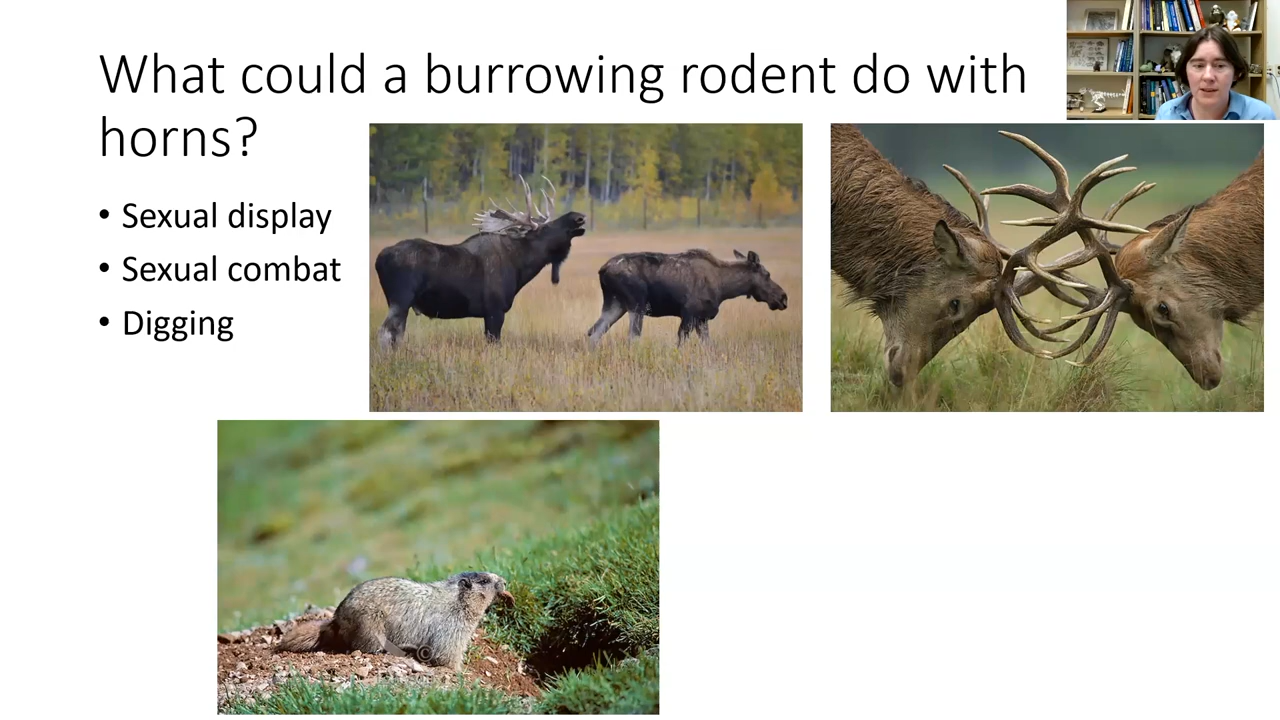 What could a burrowing rodent do with
horns?
• Sexual display
• Sexual combat
• Digging